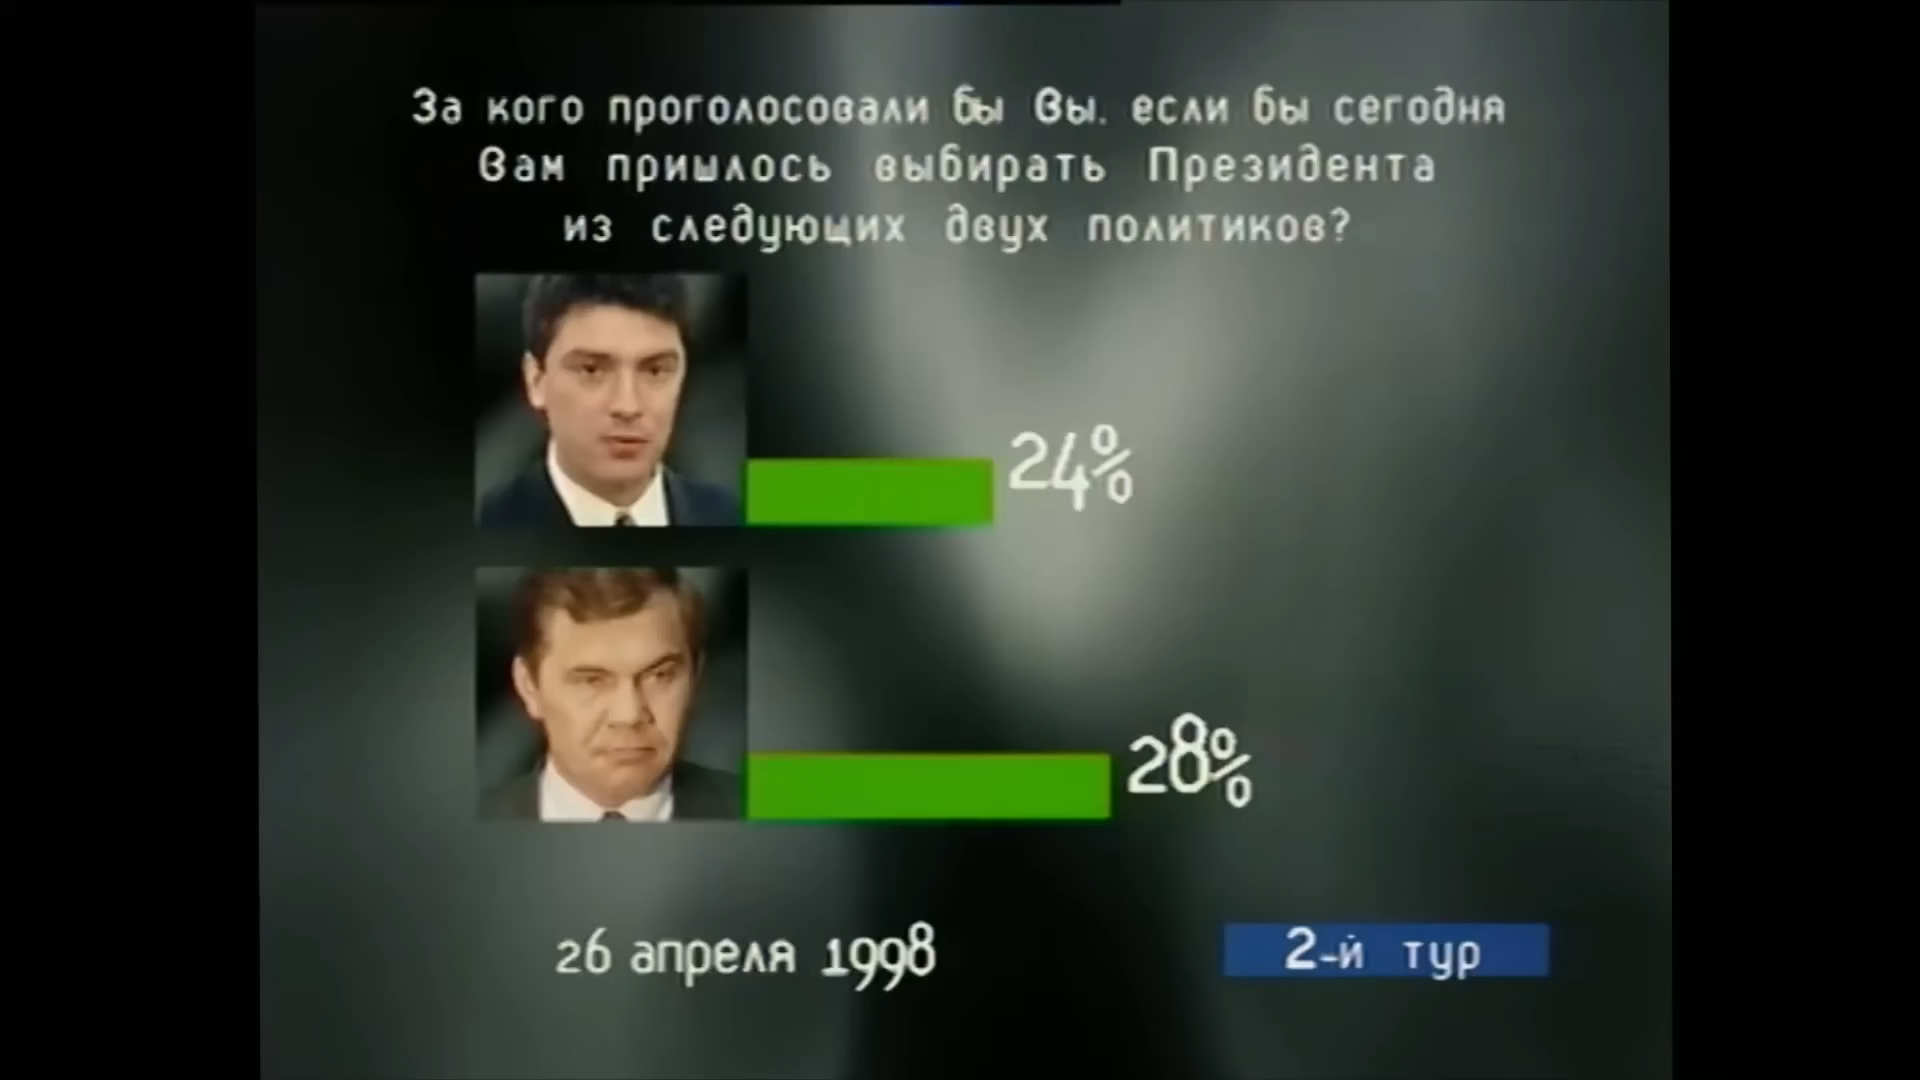 За кого проголосовали бы Вы, если бы сегодня
Вам пришлось выбирать Президента
из следующих двух политиков?
24%
28%
26 апреля 1998
2-й тур